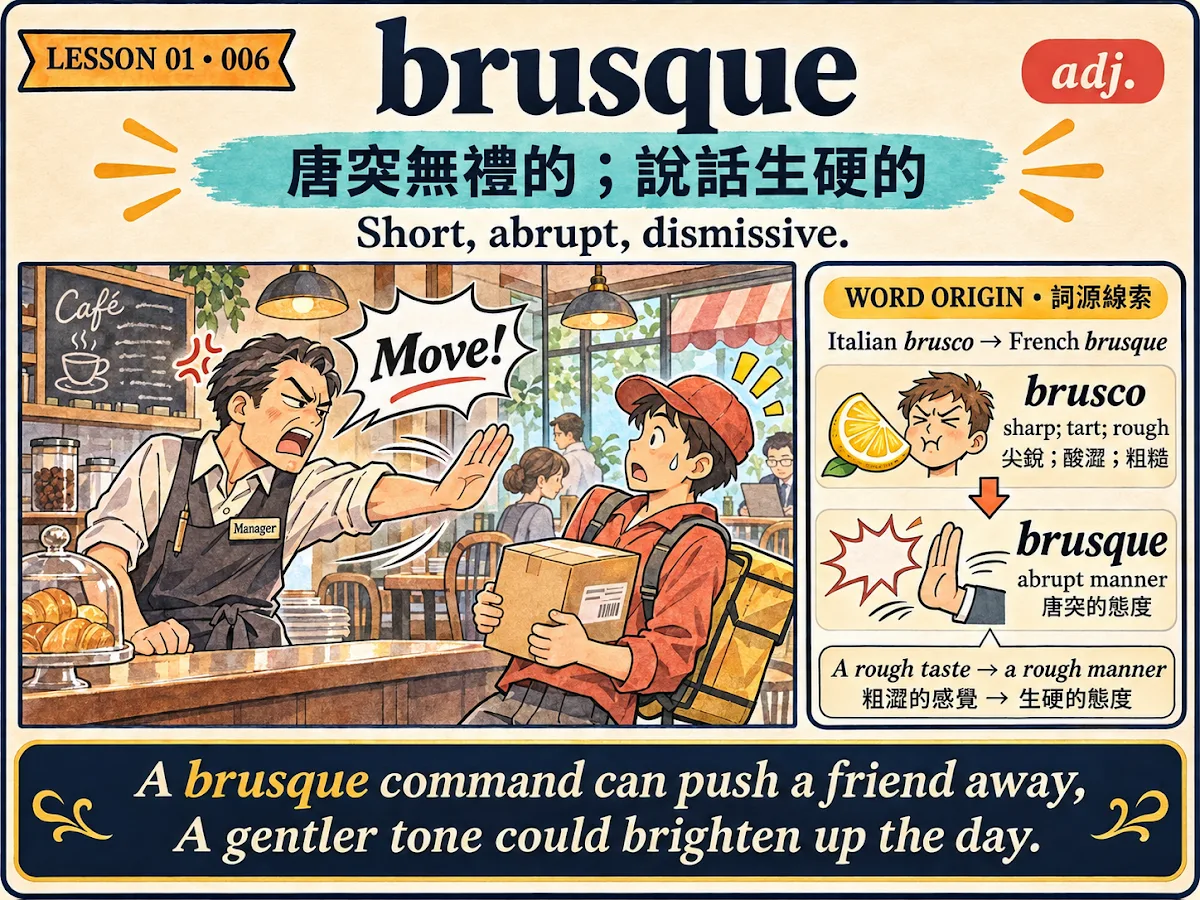 LESSON 01 • 006
brusque
adj.
唐突無禮的；說話生硬的
Short, abrupt, dismissive.
Café
Move!
Manager
WORD ORIGIN • 詞源線索
Italian brusco → French brusque
brusco
sharp; tart; rough
尖銳；酸澀；粗糙
brusque
abrupt manner
唐突的態度
A rough taste → a rough manner
粗澀的感覺 → 生硬的態度
A brusque command can push a friend away,
A gentler tone could brighten up the day.